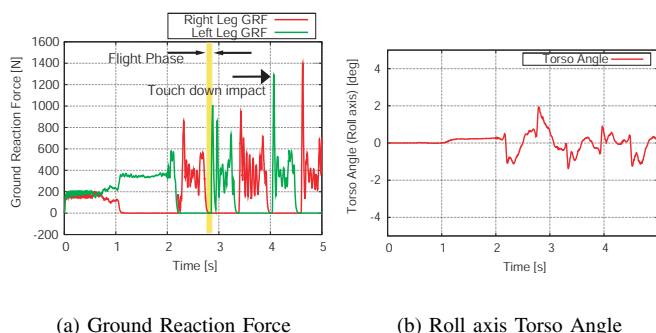 Right Leg GRF
Left Leg GRF
1600
1400
1200
1000
800
600
400
200
0
-200
Ground Reaction Force [N]
Flight Phase
Touch down impact
0 1 2 3 4 5
Time [s]
(a) Ground Reaction Force
Torso Angle
4
2
0
-2
-4
Torso Angle (Roll axis) [deg]
0 1 2 3 4 5
Time [s]
(b) Roll axis Torso Angle